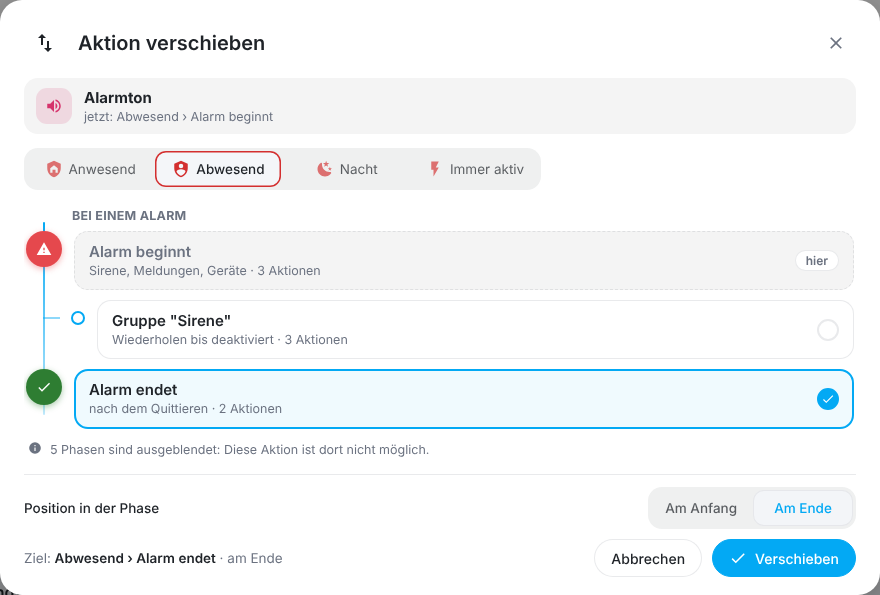 Aktion verschieben
Alarmton
jetzt: Abwesend › Alarm beginnt
Anwesend
Abwesend
Nacht
Immer aktiv
BEI EINEM ALARM
Alarm beginnt
Sirene, Meldungen, Geräte · 3 Aktionen
hier
Gruppe "Sirene"
Wiederholen bis deaktiviert · 3 Aktionen
Alarm endet
nach dem Quittieren · 2 Aktionen
5 Phasen sind ausgeblendet: Diese Aktion ist dort nicht möglich.
Position in der Phase
Am Anfang
Am Ende
Ziel: Abwesend › Alarm endet · am Ende
Abbrechen
Verschieben